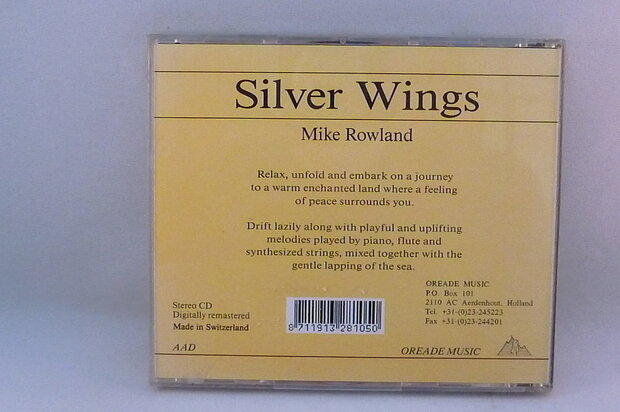 Silver Wings
Mike Rowland
Relax, unfold and embark on a journey
to a warm enchanted land where a feeling
of peace surrounds you.
Drift lazily along with playful and uplifting
melodies played by piano, flute and
synthesized strings, mixed together with the
gentle lapping of the sea.
OREADE MUSIC
P.O. Box 101
2110 AC Aerdenhout, Holland
Tel. +31-(0)23-245223
Fax +31-(0)23-244201
Stereo CD
Digitally remastered
Made in Switzerland
8 711913 281050
AAD
OREADE MUSIC